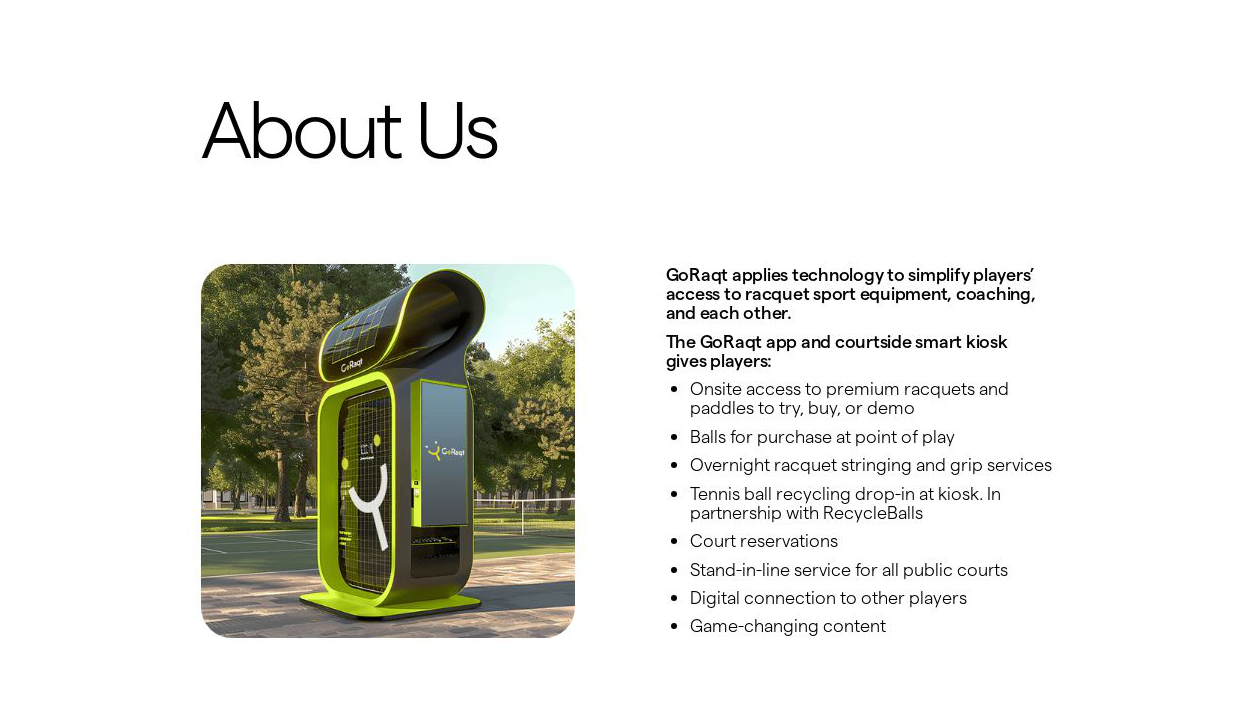 About Us
GoRaqt
GoRaqt
GoRaqt applies technology to simplify players’
access to racquet sport equipment, coaching,
and each other.
The GoRaqt app and courtside smart kiosk
gives players:
• Onsite access to premium racquets and
paddles to try, buy, or demo
• Balls for purchase at point of play
• Overnight racquet stringing and grip services
• Tennis ball recycling drop-in at kiosk. In
partnership with RecycleBalls
• Court reservations
• Stand-in-line service for all public courts
• Digital connection to other players
• Game-changing content